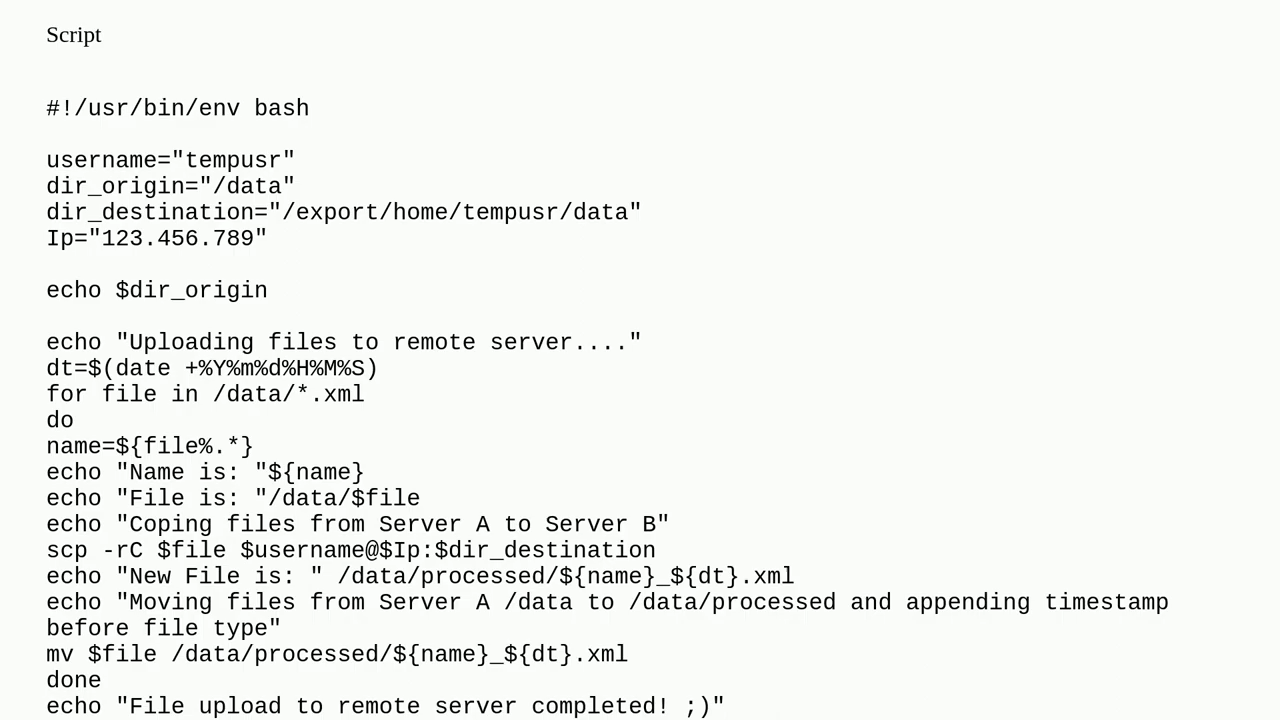 Script
#!/usr/bin/env bash
username="tempusr"
dir_origin="/data"
dir_destination="/export/home/tempusr/data"
Ip="123.456.789"
echo $dir_origin
echo "Uploading files to remote server...."
dt=$(date +%Y%m%d%H%M%S)
for file in /data/*.xml
do
name=${file%.*}
echo "Name is: "${name}
echo "File is: "/data/$file
echo "Coping files from Server A to Server B"
scp -rC $file $username@$Ip:$dir_destination
echo "New File is: " /data/processed/${name}_${dt}.xml
echo "Moving files from Server A /data to /data/processed and appending timestamp
before file type"
mv $file /data/processed/${name}_${dt}.xml
done
echo "File upload to remote server completed! ;)"